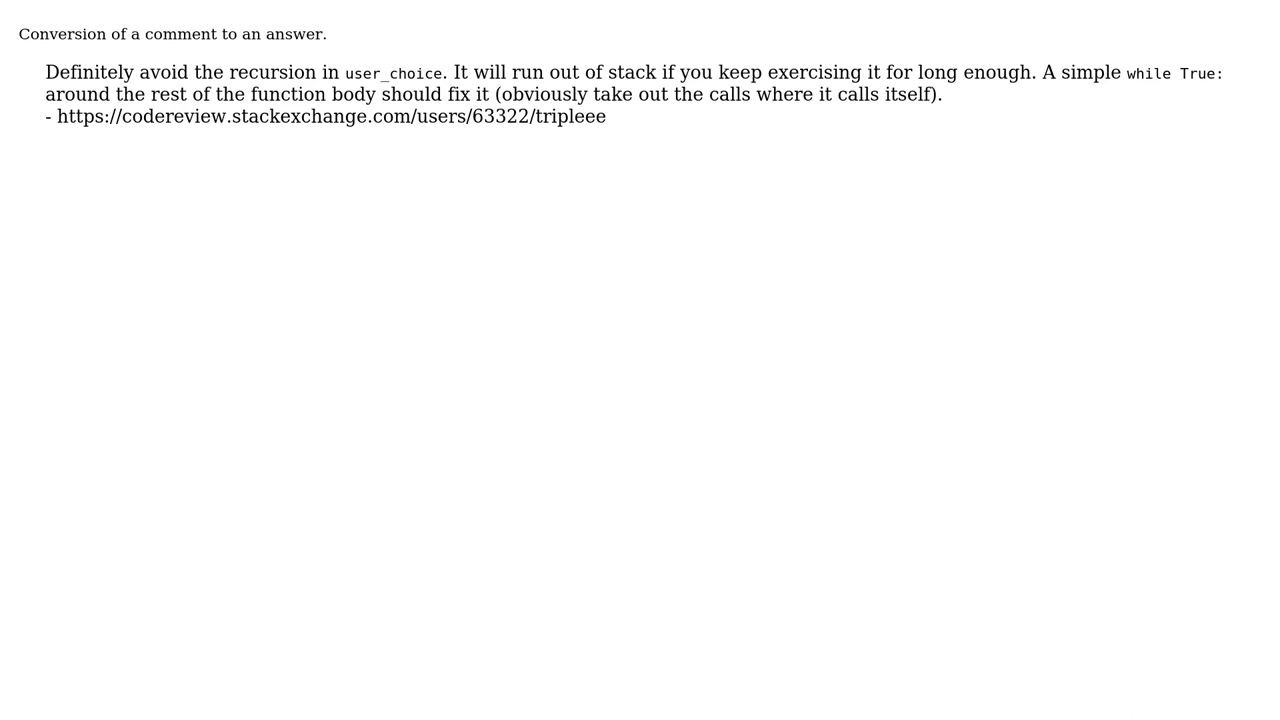 Conversion of a comment to an answer.
Definitely avoid the recursion in user_choice. It will run out of stack if you keep exercising it for long enough. A simple while True:
around the rest of the function body should fix it (obviously take out the calls where it calls itself).
- https://codereview.stackexchange.com/users/63322/tripleee